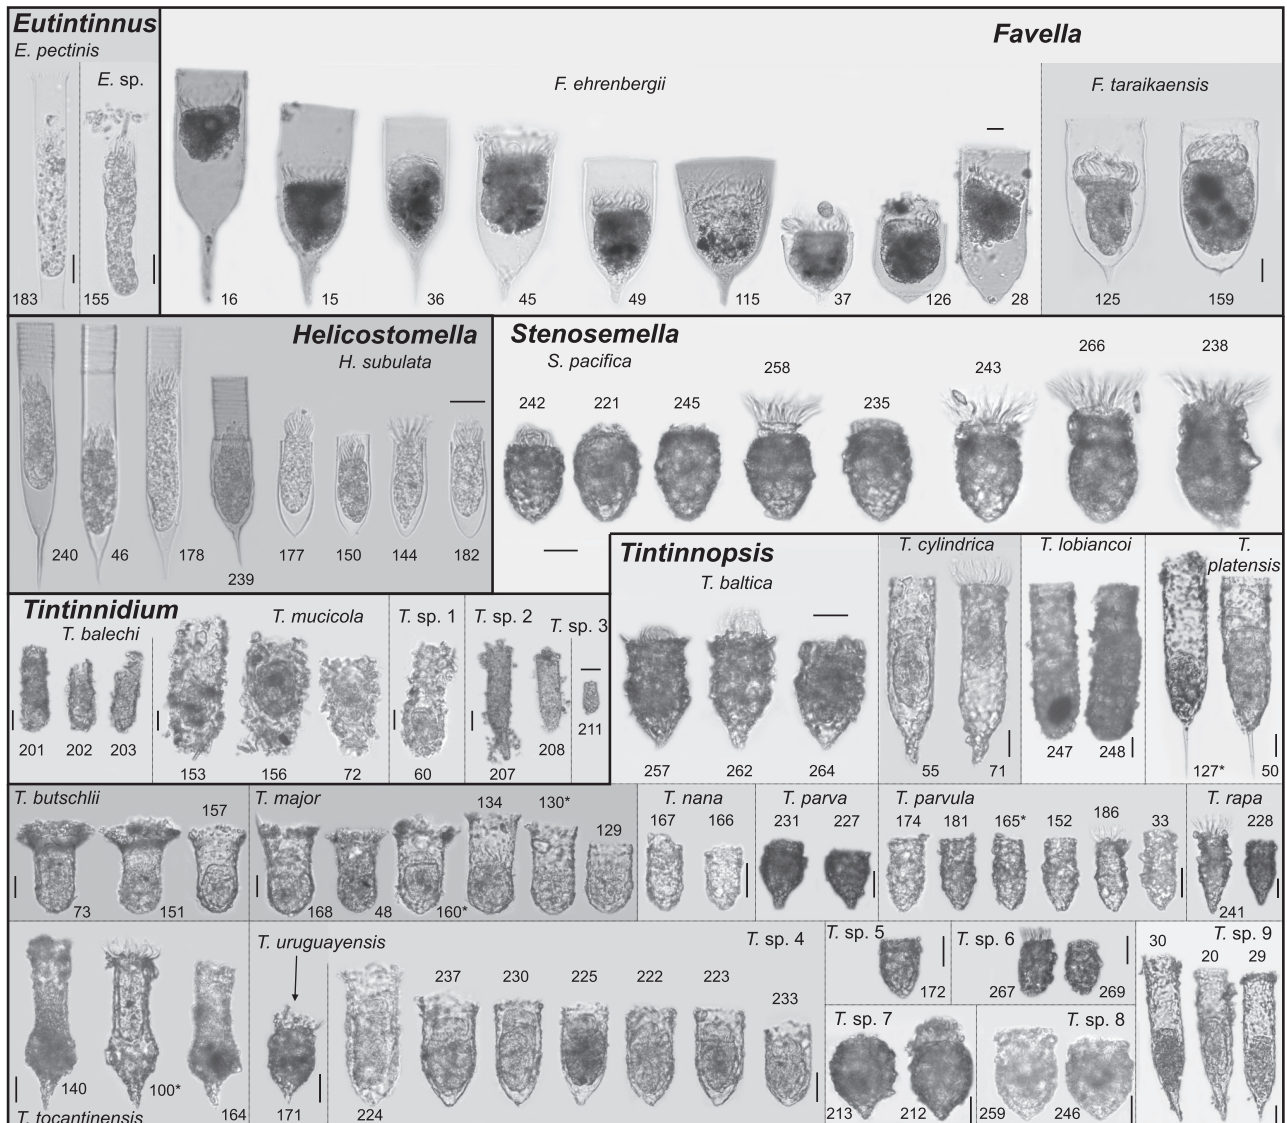 Eutintinnus
E. pectinis
E. sp.
183
155
Favella
F. ehrenbergii
F. taraikaensis
16
15
36
45
49
115
37
126
28
125
159
Helicostomella
H. subulata
240
46
178
239
177
150
144
182
Stenosemella
S. pacifica
242
221
245
258
235
243
266
238
Tintinnidium
T. balechi
T. mucicola
T. sp. 1
T. sp. 2
T. sp. 3
201
202
203
153
156
72
60
207
208
211
Tintinnopsis
T. baltica
T. cylindrica
T. lobiancoi
T.
platensis
257
262
264
55
71
247
248
127*
50
T. butschlii
73
151
157
T. major
168
48
160*
134
130*
129
T. nana
167
166
T. parva
231
227
T. parvula
174
181
165*
152
186
33
T. rapa
228
241
140
100*
164
T. tocantinensis
T. uruguayensis
171
T. sp. 4
224
237
230
225
222
223
233
T. sp. 5
172
T. sp. 6
267
269
T. sp. 7
213
212
T. sp. 8
259
246
T. sp. 9
30
20
29